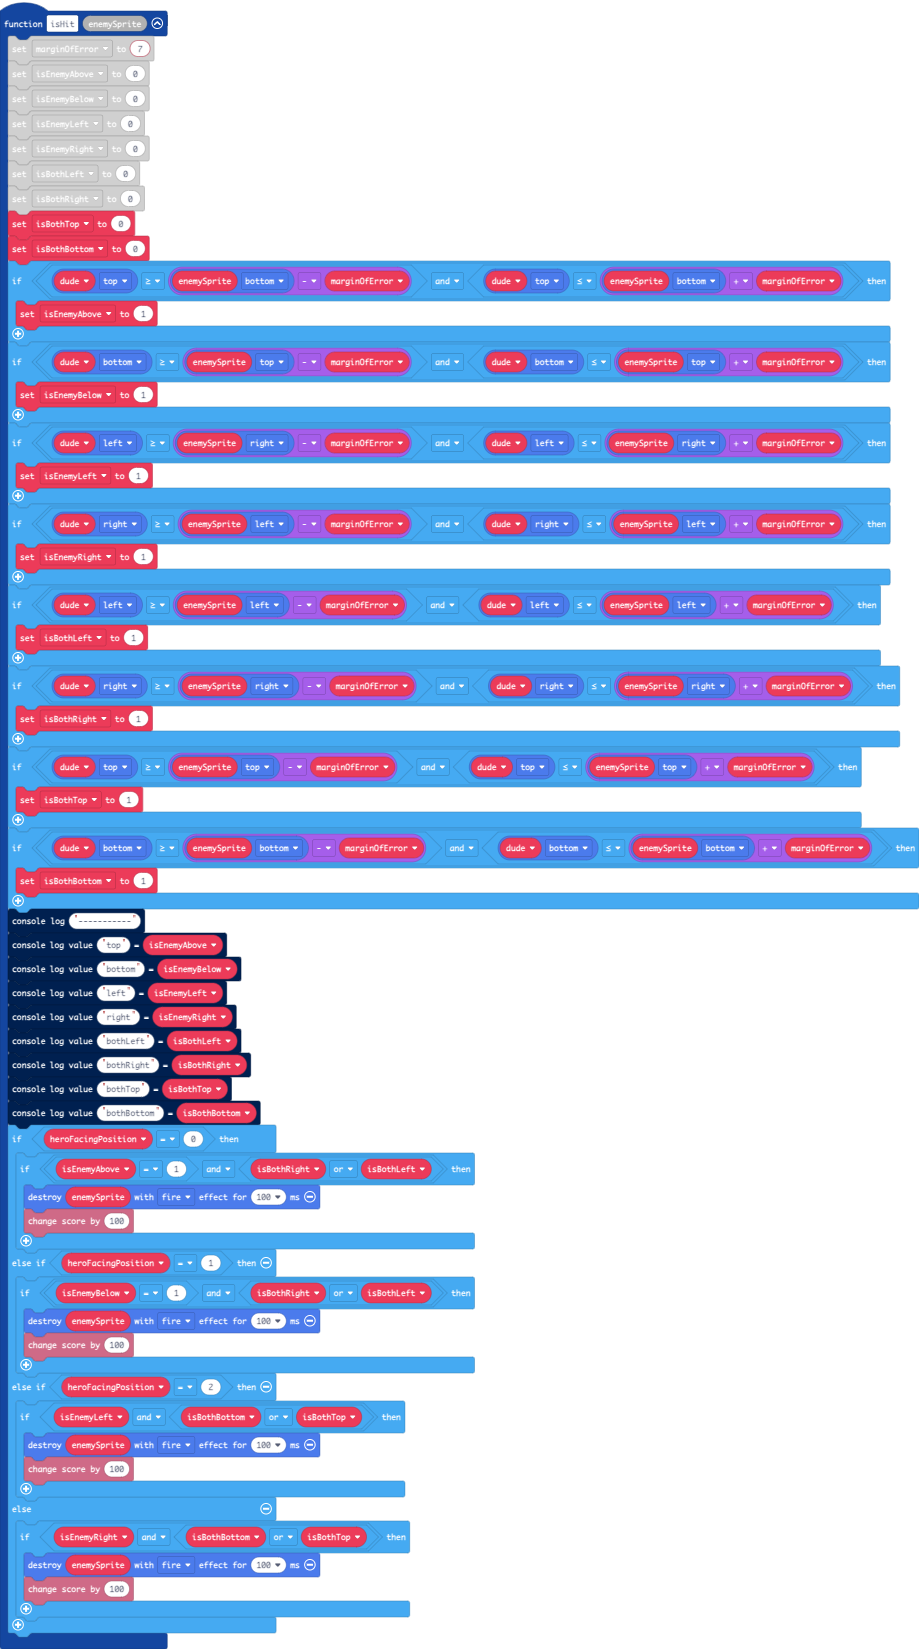 function isHit enemySprite
set marginOfError to 7
set isEnemyAbove to 0
set isEnemyBelow to 0
set isEnemyLeft to 0
set isEnemyRight to 0
set isBothLeft to 0
set isBothRight to 0
set isBothTop to 0
set isBothBottom to 0
if dude top ≥ enemySprite bottom - marginOfError and dude top ≤ enemySprite bottom + marginOfError then
set isEnemyAbove to 1
if dude bottom ≥ enemySprite top - marginOfError and dude bottom ≤ enemySprite top + marginOfError then
set isEnemyBelow to 1
if dude left ≥ enemySprite right - marginOfError and dude left ≤ enemySprite right + marginOfError then
set isEnemyLeft to 1
if dude right ≥ enemySprite left - marginOfError and dude right ≤ enemySprite left + marginOfError then
set isEnemyRight to 1
if dude left ≥ enemySprite left - marginOfError and dude left ≤ enemySprite left + marginOfError then
set isBothLeft to 1
if dude right ≥ enemySprite right - marginOfError and dude right ≤ enemySprite right + marginOfError then
set isBothRight to 1
if dude top ≥ enemySprite top - marginOfError and dude top ≤ enemySprite top + marginOfError then
set isBothTop to 1
if dude bottom ≥ enemySprite bottom - marginOfError and dude bottom ≤ enemySprite bottom + marginOfError then
set isBothBottom to 1
console log "-----------"
console log value "top" = isEnemyAbove
console log value "bottom" = isEnemyBelow
console log value "left" = isEnemyLeft
console log value "right" = isEnemyRight
console log value "bothLeft" = isBothLeft
console log value "bothRight" = isBothRight
console log value "bothTop" = isBothTop
console log value "bothBottom" = isBothBottom
if heroFacingPosition = 0 then
if isEnemyAbove = 1 and isBothRight or isBothLeft then
destroy enemySprite with fire effect for 100 ms
change score by 100
else if heroFacingPosition = 1 then
if isEnemyBelow = 1 and isBothRight or isBothLeft then
destroy enemySprite with fire effect for 100 ms
change score by 100
else if heroFacingPosition = 2 then
if isEnemyLeft and isBothBottom or isBothTop then
destroy enemySprite with fire effect for 100 ms
change score by 100
else
if isEnemyRight and isBothBottom or isBothTop then
destroy enemySprite with fire effect for 100 ms
change score by 100